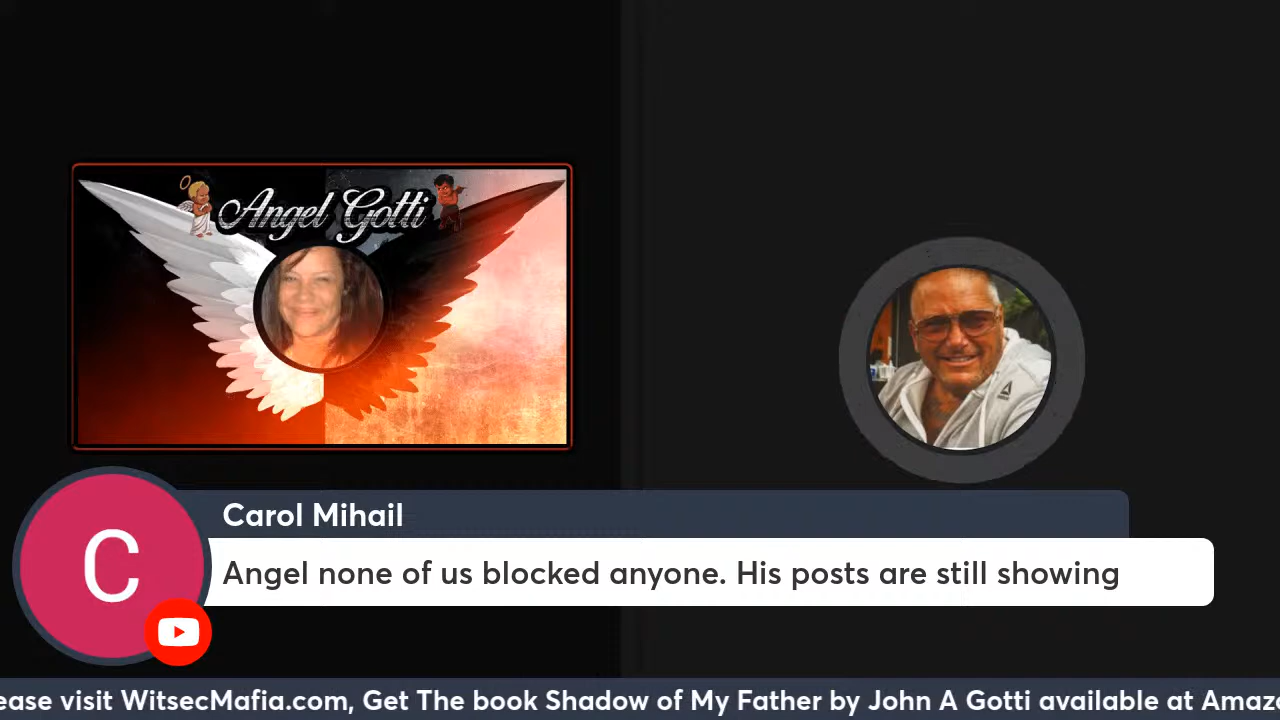 Angel Gotti
Carol Mihail
C
Angel none of us blocked anyone. His posts are still showing
ease visit WitsecMafia.com, Get The book Shadow of My Father by John A Gotti available at Amaz